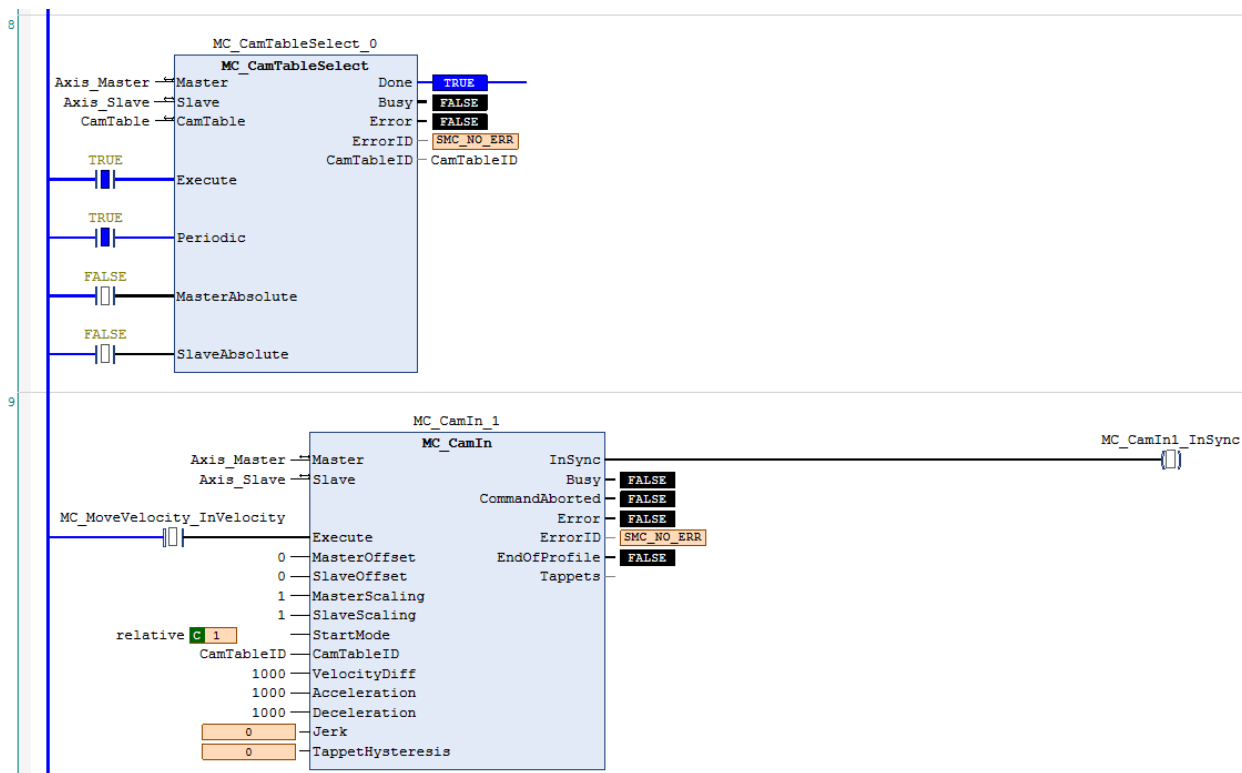 8
MC_CamTableSelect_0
MC_CamTableSelect
Axis_Master Master Done TRUE
Axis_Slave Slave Busy FALSE
CamTable CamTable Error FALSE
ErrorID SMC_NO_ERR
CamTableID CamTableID
TRUE
Execute
TRUE
Periodic
FALSE
MasterAbsolute
FALSE
SlaveAbsolute
9
MC_CamIn_1
MC_CamIn
MC_CamIn1_InSync
Axis_Master Master InSync
Axis_Slave Slave Busy FALSE
CommandAborted FALSE
MC_MoveVelocity_InVelocity Error FALSE
Execute ErrorID SMC_NO_ERR
0 MasterOffset EndOfProfile FALSE
0 SlaveOffset Tappets
1 MasterScaling
1 SlaveScaling
relative C 1 StartMode
CamTableID CamTableID
1000 VelocityDiff
1000 Acceleration
1000 Deceleration
0 Jerk
0 TappetHysteresis